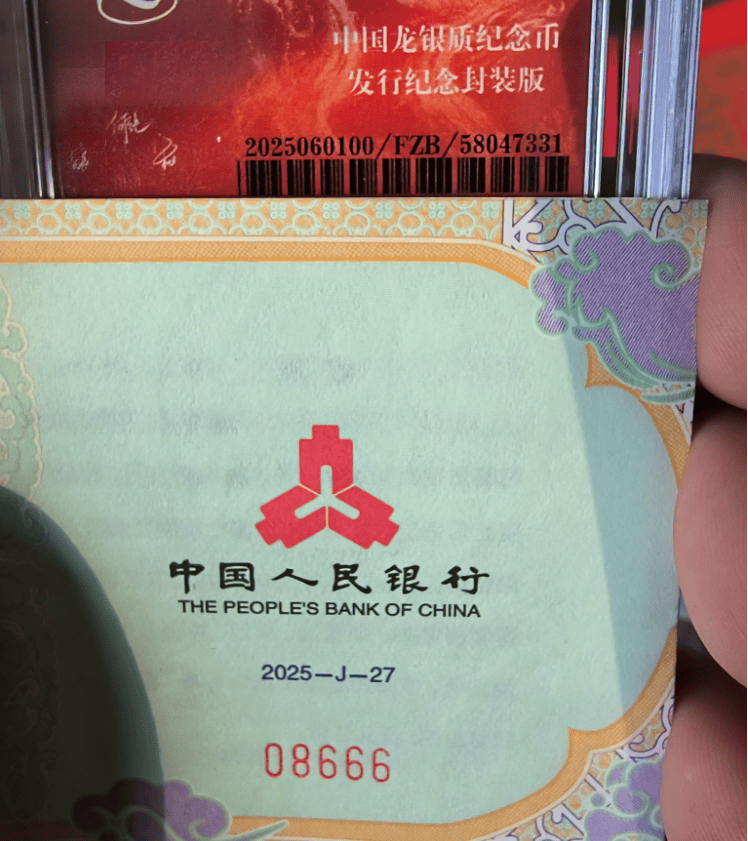 中国龙银质纪念币
发行纪念封装版
2025060100/FZB/58047331
中国人民银行
THE PEOPLE'S BANK OF CHINA
2025—J—27
08666